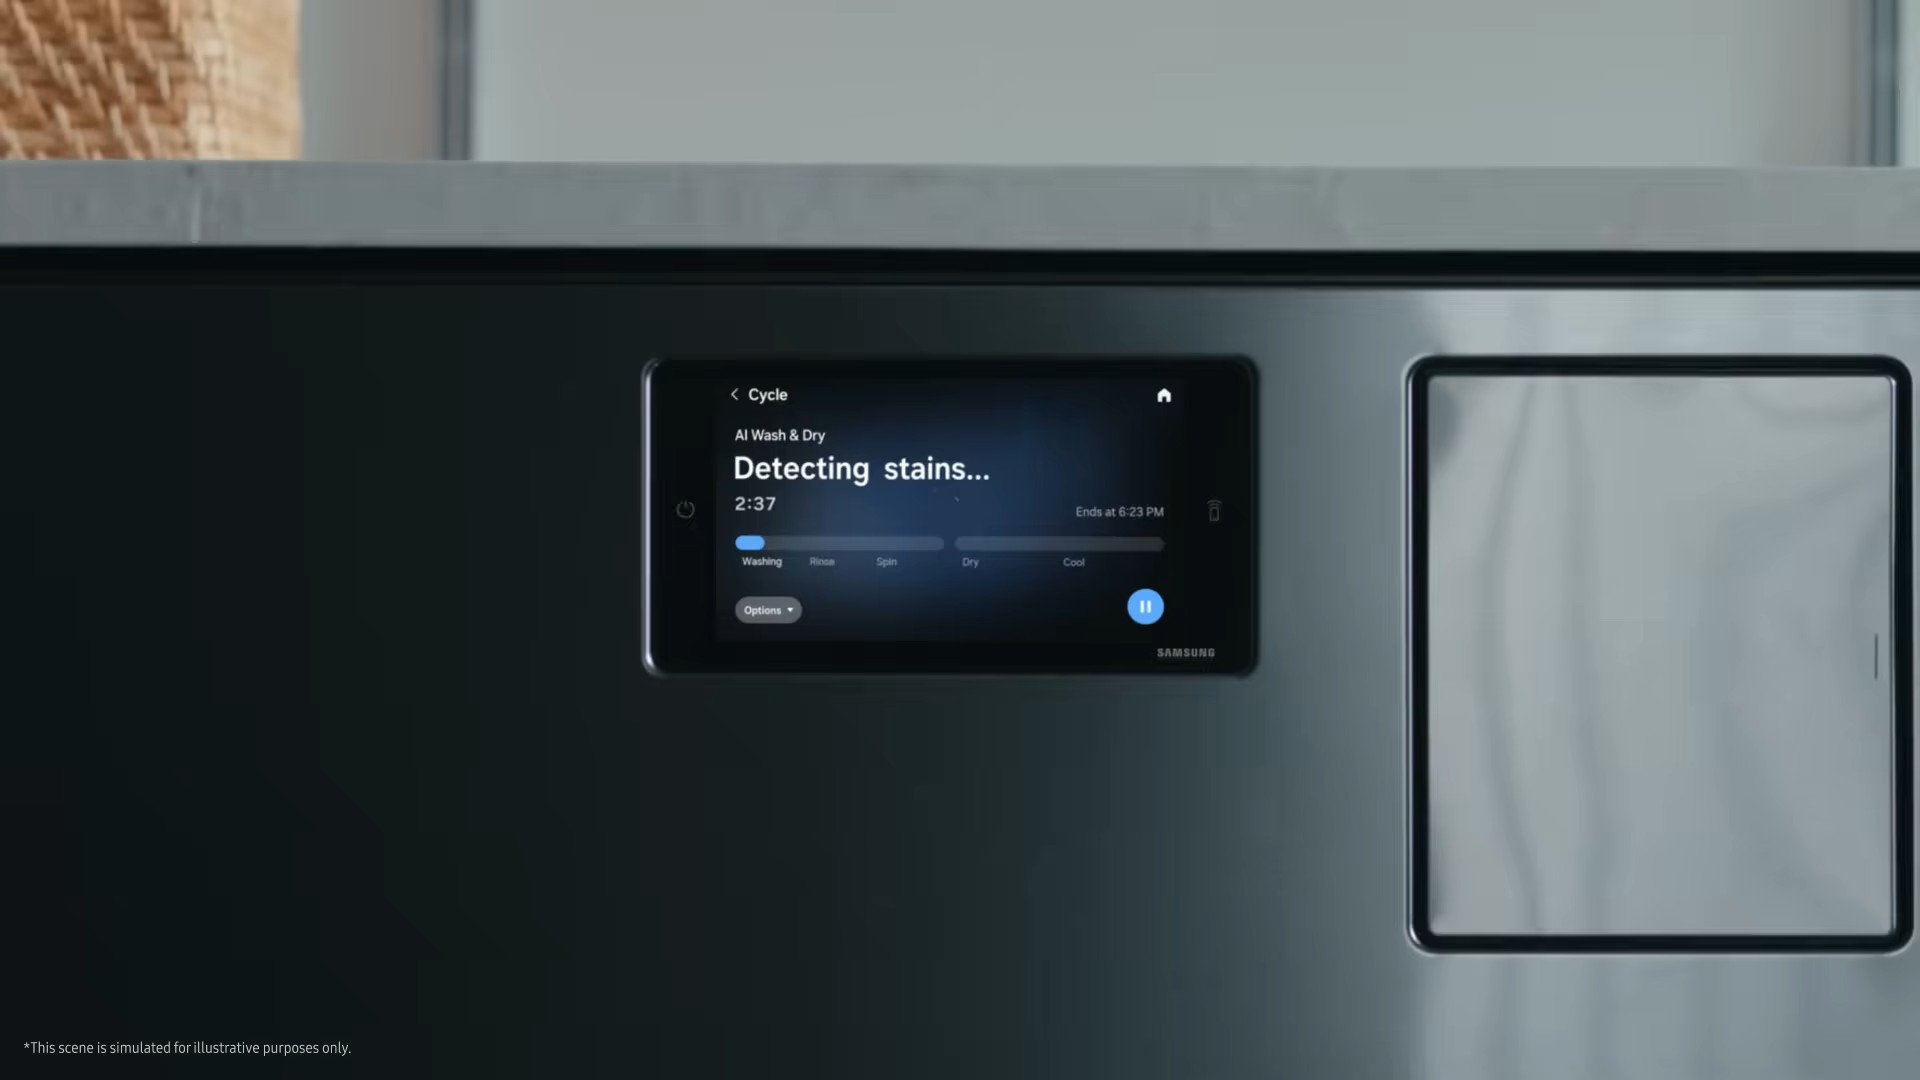 Cycle
AI Wash & Dry
Detecting stains...
2:37
Ends at 6:23 PM
Washing Rinse Spin Dry Cool
Options
SAMSUNG
*This scene is simulated for illustrative purposes only.